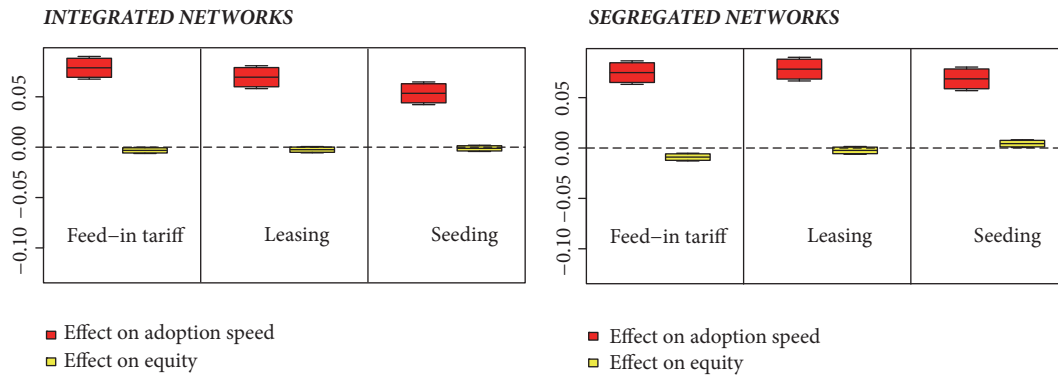 INTEGRATED NETWORKS
0.05
0.00
−0.05
−0.10
Feed−in tariff
Leasing
Seeding
Effect on adoption speed
Effect on equity
SEGREGATED NETWORKS
0.05
0.00
−0.05
−0.10
Feed−in tariff
Leasing
Seeding
Effect on adoption speed
Effect on equity